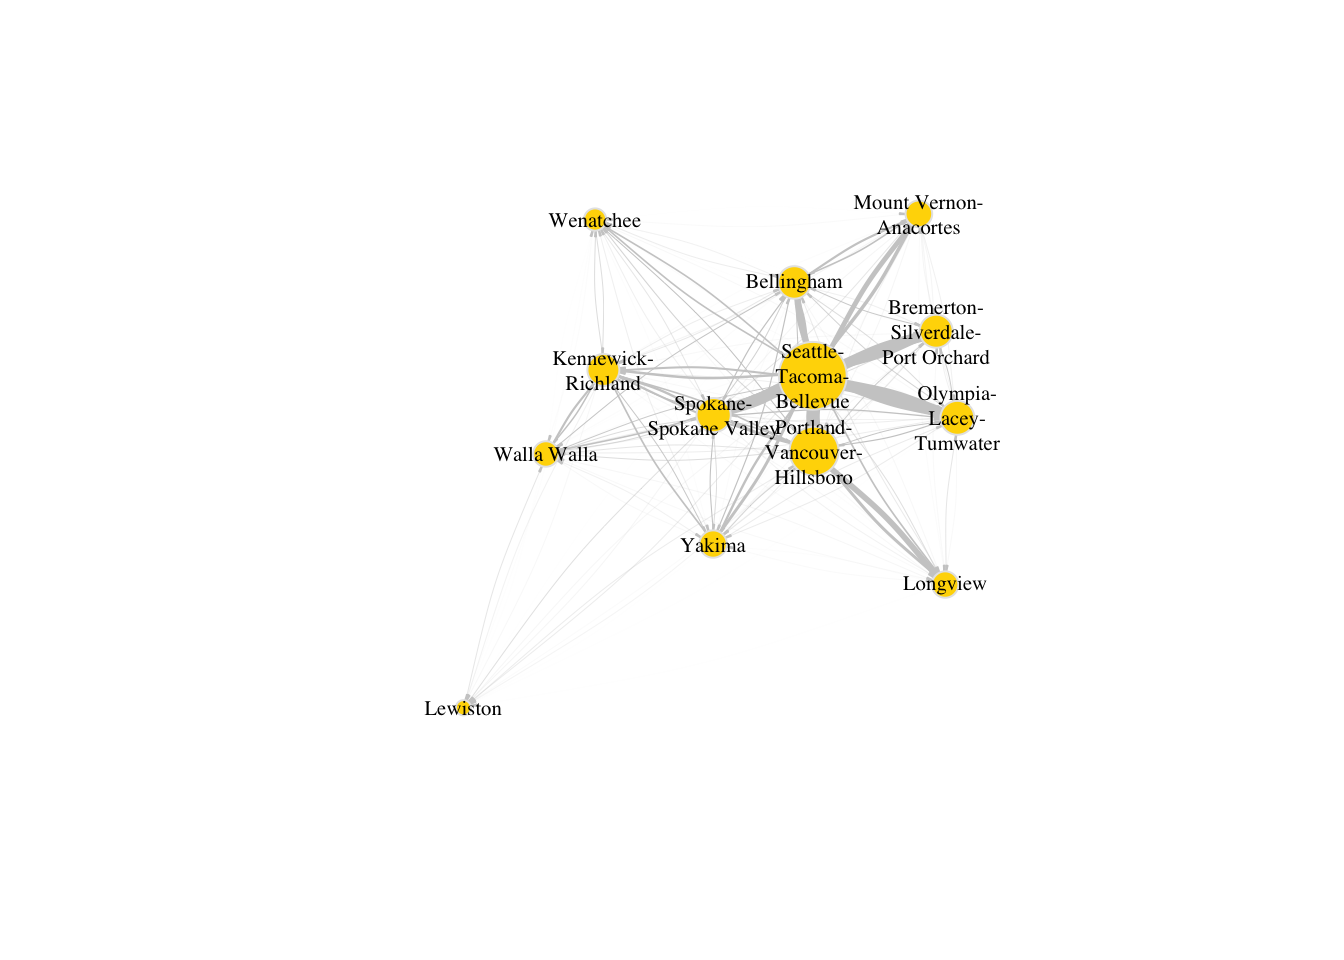 Mount Vernon-
Anacortes
Wenatchee
Bellingham
Bremerton-
Silverdale-
Port Orchard
Seattle-
Tacoma-
Bellevue
Kennewick-
Richland
Spokane-
Spokane Valley
Olympia-
Lacey-
Tumwater
Portland-
Vancouver-
Hillsboro
Walla Walla
Yakima
Longview
Lewiston